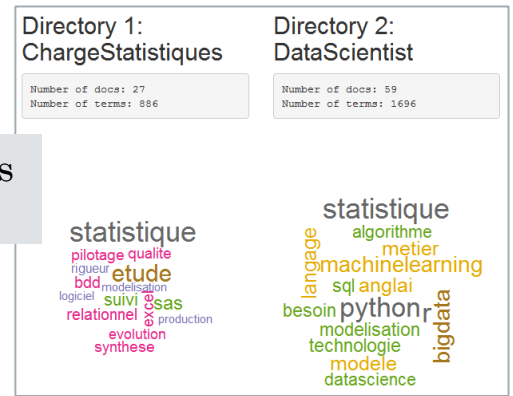 Directory 1:
ChargeStatistiques
Number of docs: 27
Number of terms: 886
s
statistique
pilotage qualite
rigueur etude
bdd modelisation
logiciel suivi excel sas
relationnel production
evolution
synthese
Directory 2:
DataScientist
Number of docs: 59
Number of terms: 1696
statistique
algorithme
langage metier
machinelearning
sql anglai
besoin python r bigdata
modelisation
technologie
modele
datascience